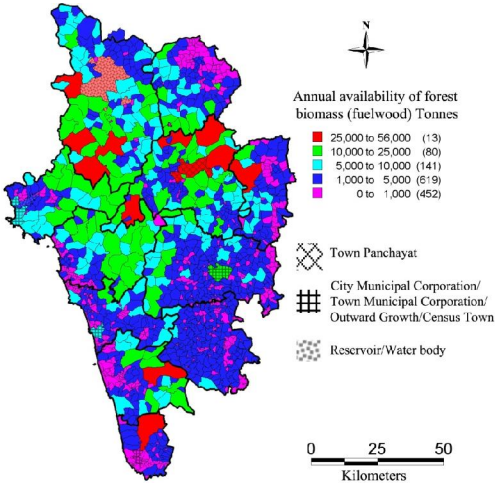 N
Annual availability of forest
biomass (fuelwood) Tonnes
25,000 to 56,000 (13)
10,000 to 25,000 (80)
5,000 to 10,000 (141)
1,000 to 5,000 (619)
0 to 1,000 (452)
Town Panchayat
City Municipal Corporation/
Town Municipal Corporation/
Outward Growth/Census Town
Reservoir/Water body
0 25 50
Kilometers